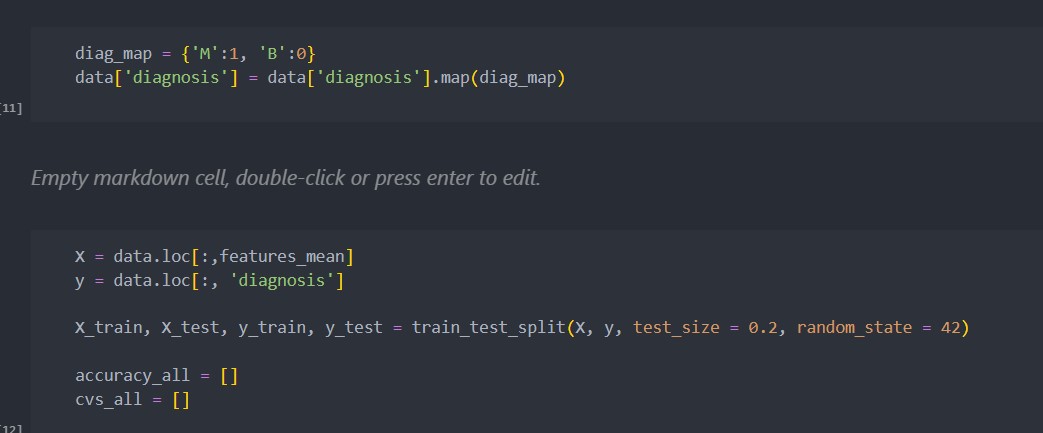 diag_map = {'M':1, 'B':0}
data['diagnosis'] = data['diagnosis'].map(diag_map)
[11]
Empty markdown cell, double-click or press enter to edit.
X = data.loc[:,features_mean]
y = data.loc[:, 'diagnosis']
X_train, X_test, y_train, y_test = train_test_split(X, y, test_size = 0.2, random_state = 42)
accuracy_all = []
cvs_all = []
[12]